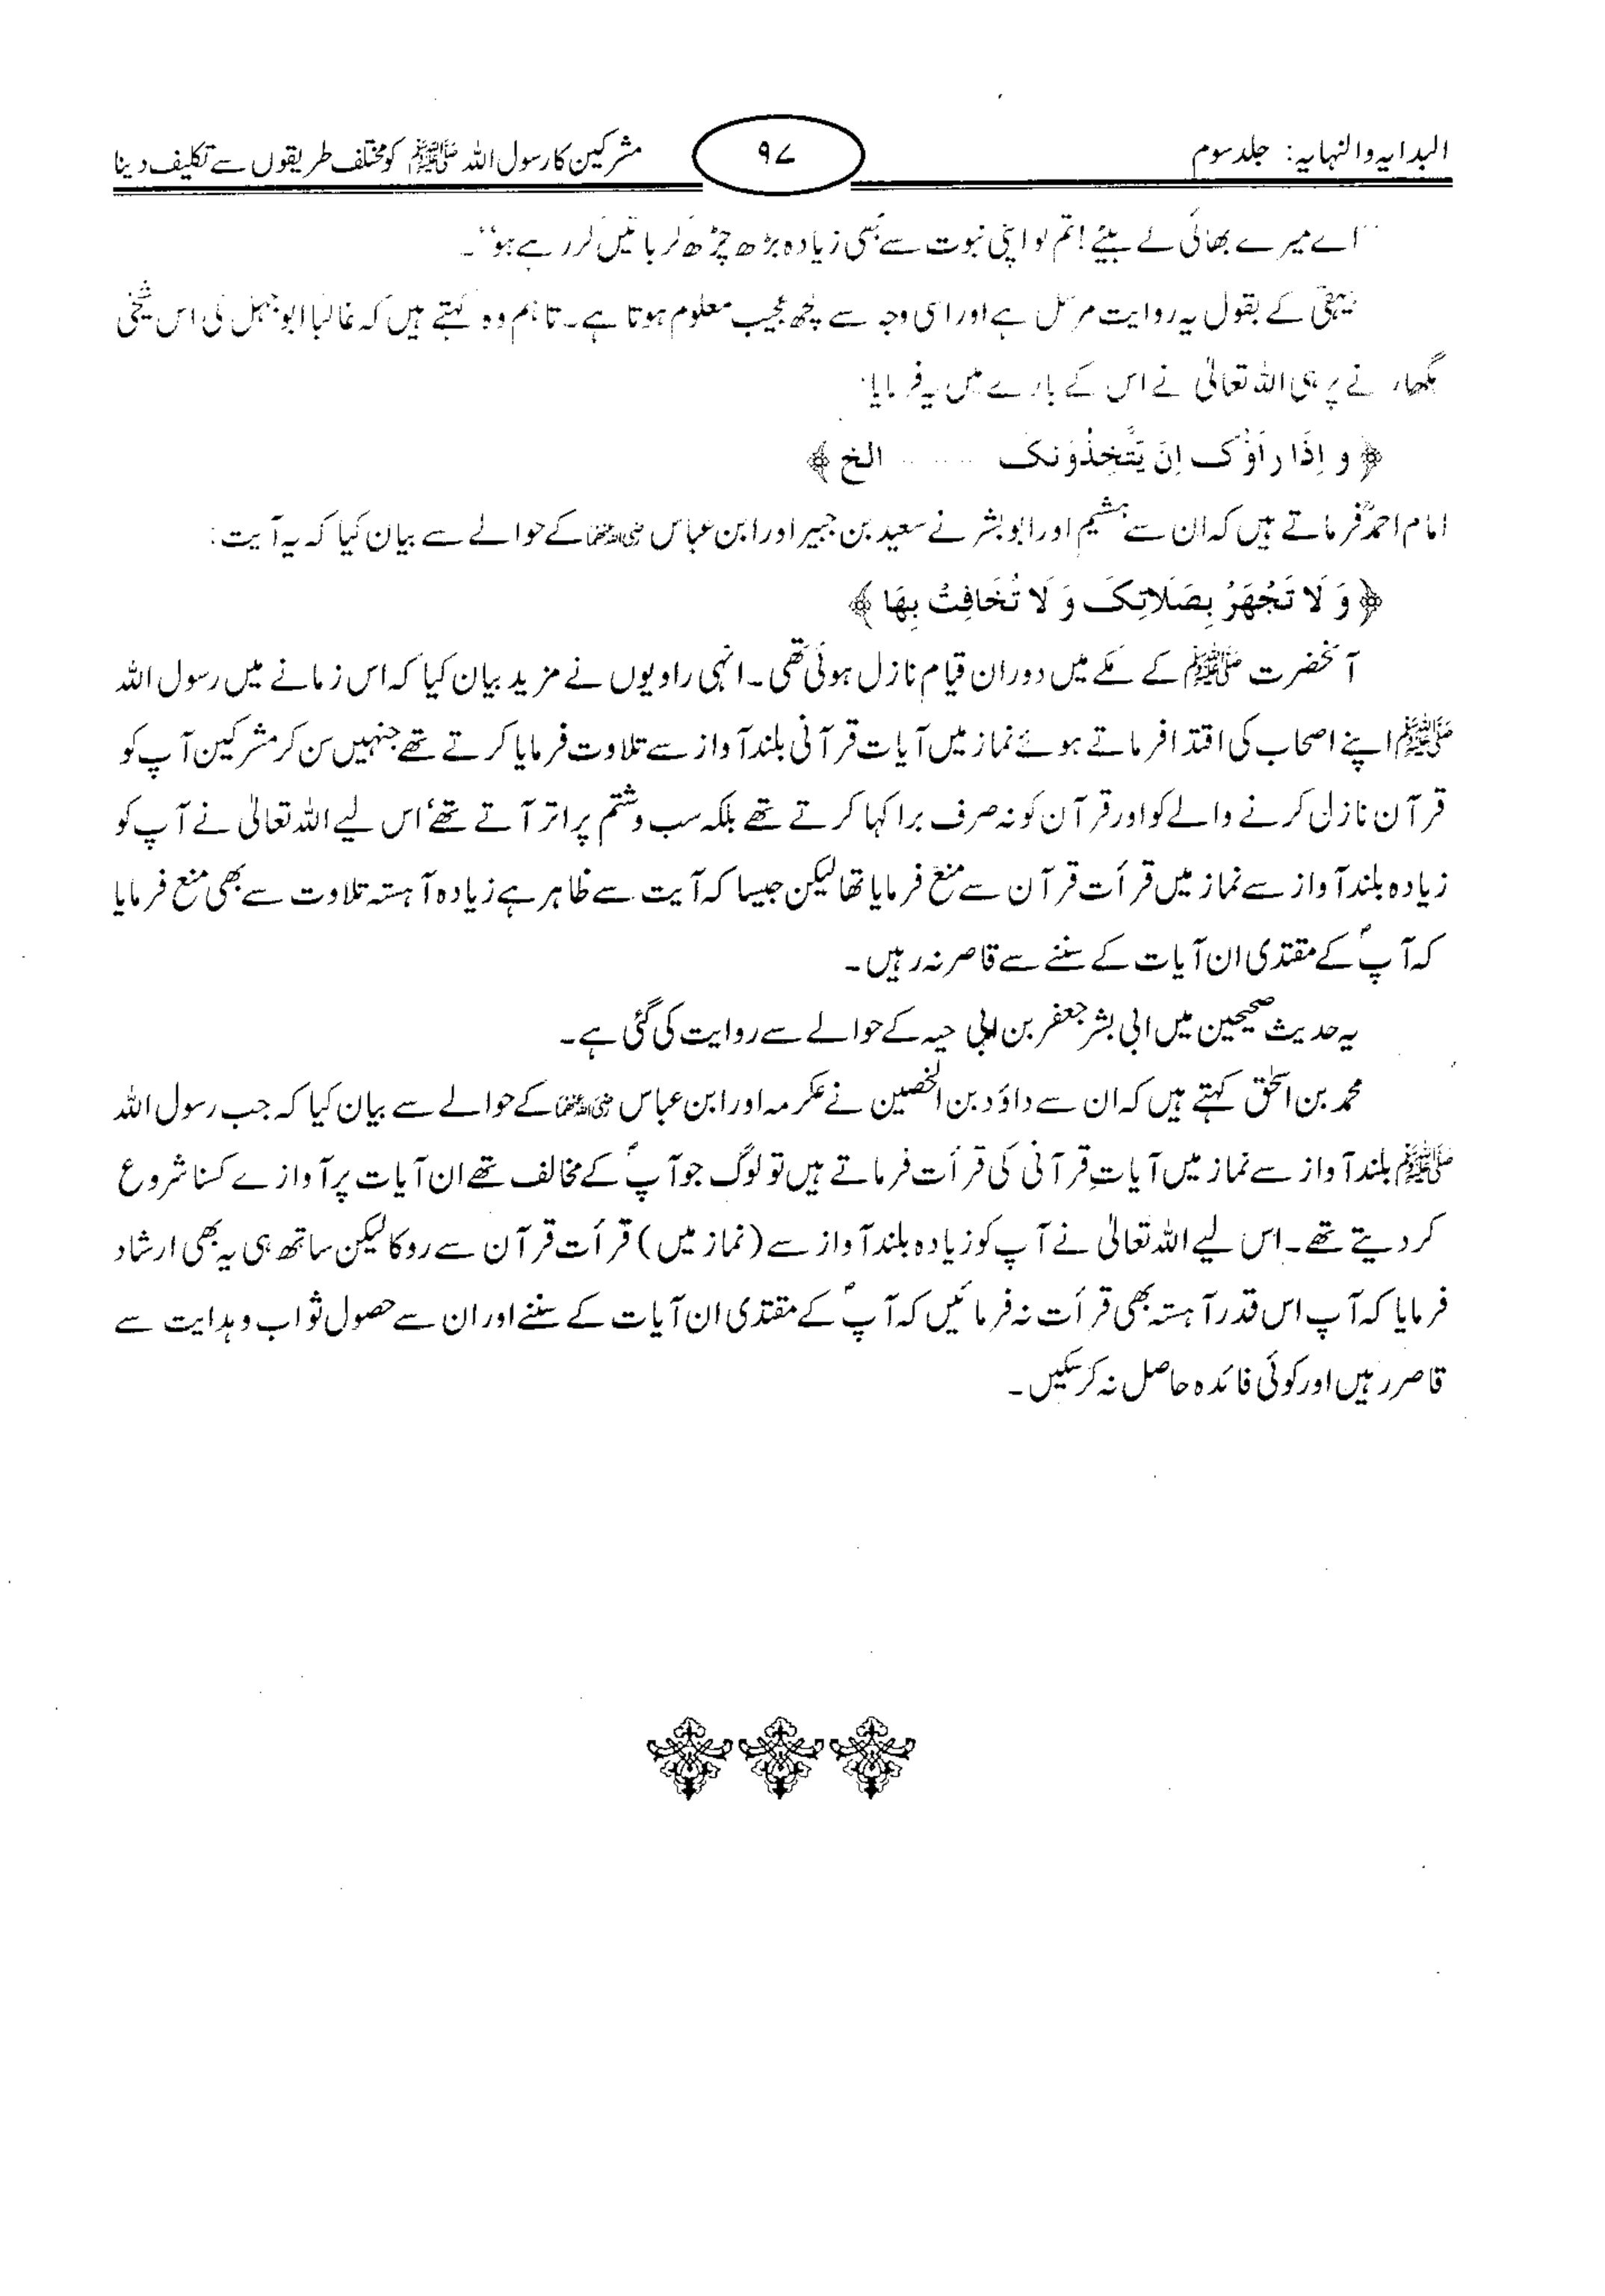 البدایہ والنہایہ: جلد سوم
۹۷
مشرکین کا رسول اللہ ﷺ کو مختلف طریقوں سے تکلیف دینا
"اے میرے بھائی کے بیٹے! تم تو اپنی نبوت سے بھی زیادہ بڑھ چڑھ کر باتیں کر رہے ہو"۔
بیہقی کے بقول یہ روایت مرسل ہے اور اسی وجہ سے کچھ عجیب معلوم ہوتا ہے۔ تاہم وہ کہتے ہیں کہ غالبا ابوجہل کی اس شیخی
بگھارنے پر ہی اللہ تعالیٰ نے اس کے بارے میں یہ فرمایا:
﴿ و اِذَا رَاَوْکَ اِنْ یَتَّخِذُوْنَکَ ...... الخ ﴾
امام احمدؒ فرماتے ہیں کہ ان سے ہشیم اور ابو بشر نے سعید بن جبیر اور ابن عباس رضی اللہ عنہما کے حوالے سے بیان کیا کہ یہ آیت:
﴿ وَ لَا تَجْهَرْ بِصَلَاتِکَ وَ لَا تُخَافِتْ بِهَا ﴾
آنحضرت ﷺ کے مکے میں دوران قیام نازل ہوئی تھی۔ انہی راویوں نے مزید بیان کیا کہ اس زمانے میں رسول اللہ
ﷺ اپنے اصحاب کی اقتدا فرماتے ہوئے نماز میں آیات قرآنی بلند آواز سے تلاوت فرمایا کرتے تھے جنہیں سن کر مشرکین آپ کو
قرآن نازل کرنے والے کو اور قرآن کو نہ صرف برا کہا کرتے تھے بلکہ سب و شتم پر اتر آتے تھے‘ اس لیے اللہ تعالیٰ نے آپ کو
زیادہ بلند آواز سے نماز میں قرأت قرآن سے منع فرمایا تھا لیکن جیسا کہ آیت سے ظاہر ہے زیادہ آہستہ تلاوت سے بھی منع فرمایا
کہ آپؐ کے مقتدی ان آیات کے سننے سے قاصر نہ رہیں۔
یہ حدیث صحیحین میں ابی بشر جعفر بن ابی حیہ کے حوالے سے روایت کی گئی ہے۔
محمد بن اسحٰق کہتے ہیں کہ ان سے داؤد بن الحصین نے عکرمہ اور ابن عباس رضی اللہ عنہما کے حوالے سے بیان کیا کہ جب رسول اللہ
ﷺ بلند آواز سے نماز میں آیاتِ قرآنی کی قرأت فرماتے ہیں تو لوگ جو آپؐ کے مخالف تھے ان آیات پر آوازے کسنا شروع
کر دیتے تھے۔ اس لیے اللہ تعالیٰ نے آپ کو زیادہ بلند آواز سے (نماز میں) قرأت قرآن سے روکا لیکن ساتھ ہی یہ بھی ارشاد
فرمایا کہ آپ اس قدر آہستہ بھی قرأت نہ فرمائیں کہ آپؐ کے مقتدی ان آیات کے سننے اور ان سے حصول ثواب و ہدایت سے
قاصر رہیں اور کوئی فائدہ حاصل نہ کر سکیں۔